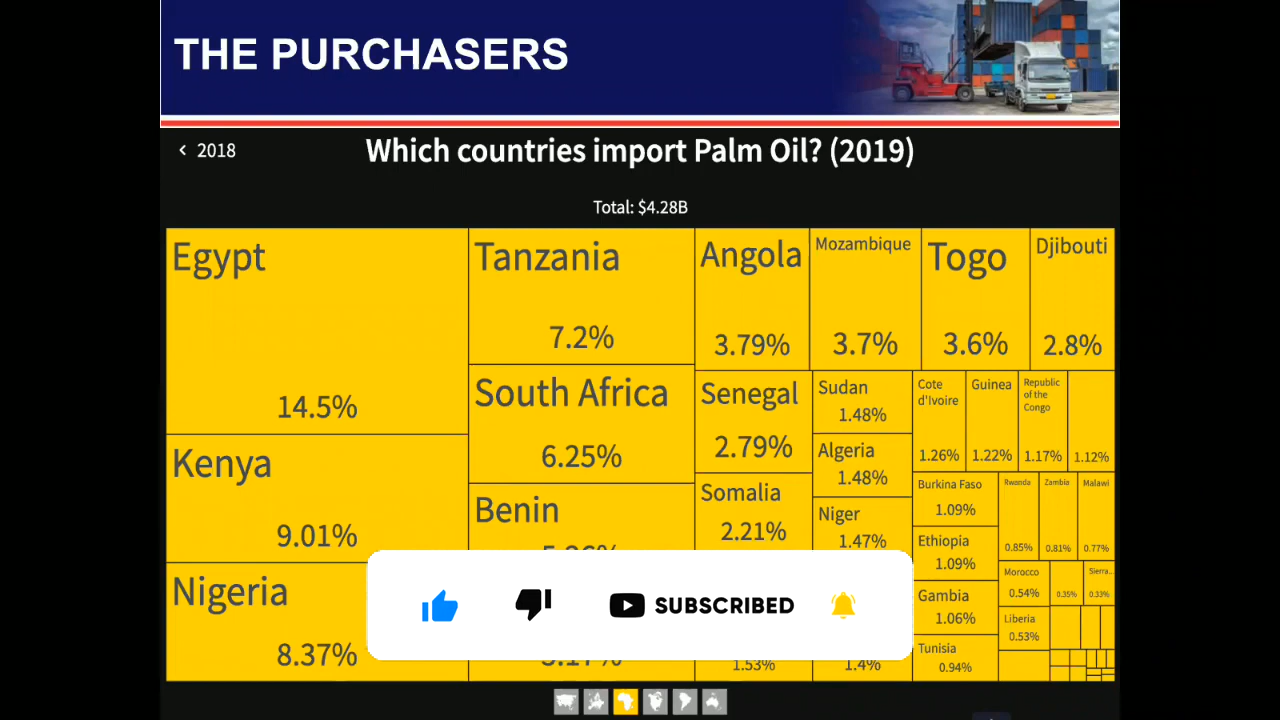 THE PURCHASERS
< 2018
Which countries import Palm Oil? (2019)
Total: $4.28B
Egypt
14.5%
Kenya
9.01%
Nigeria
8.37%
Tanzania
7.2%
South Africa
6.25%
Benin
Angola
3.79%
Mozambique
3.7%
Togo
3.6%
Djibouti
2.8%
Senegal
2.79%
Somalia
2.21%
1.53%
Sudan
1.48%
Algeria
1.48%
Niger
1.47%
1.4%
Cote
d'Ivoire
1.26%
Guinea
1.22%
Republic
of the
Congo
1.17%
1.12%
Burkina Faso
1.09%
Ethiopia
1.09%
Gambia
1.06%
Tunisia
0.94%
Rwanda
0.85%
Zambia
0.81%
Malawi
0.77%
Morocco
0.54%
0.35%
Sierra...
0.33%
Liberia
0.53%
SUBSCRIBED